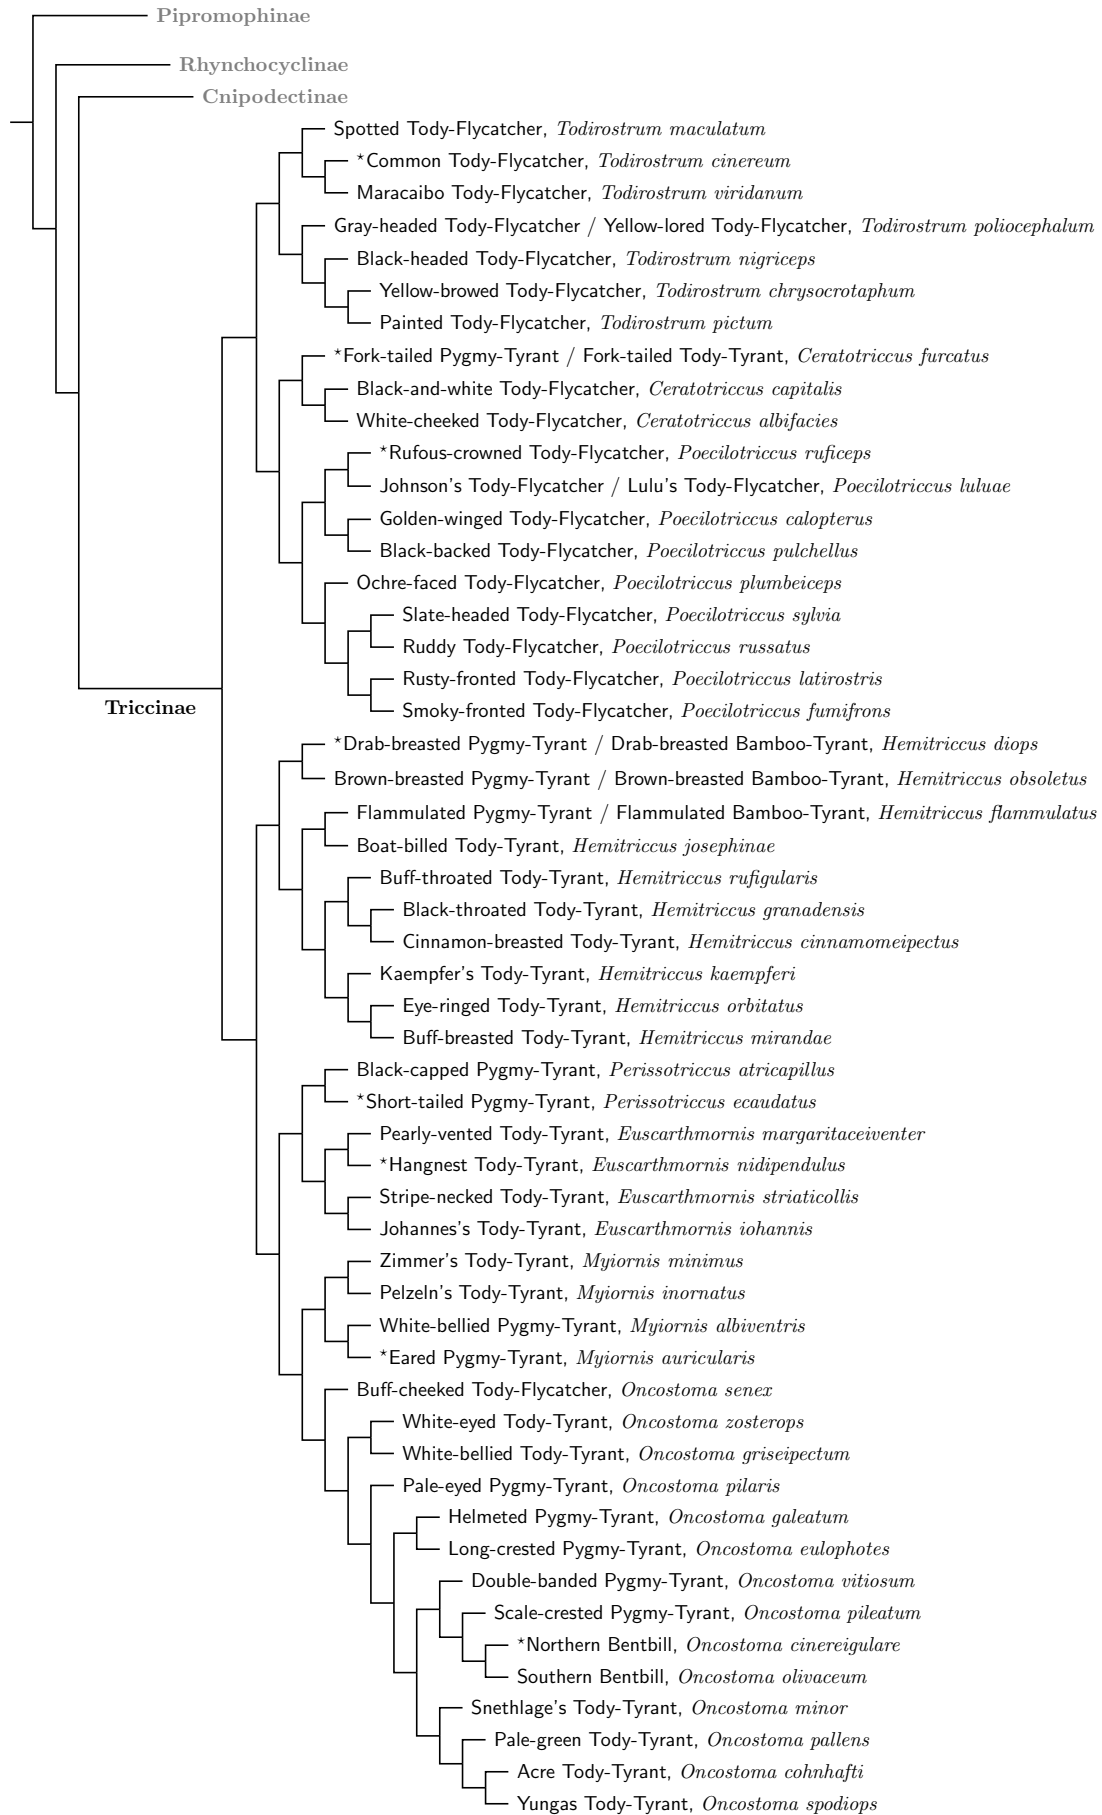 Pipromophinae
Rhynchocyclinae
Cnipodectinae
Spotted Tody-Flycatcher, Todirostrum maculatum
*Common Tody-Flycatcher, Todirostrum cinereum
Maracaibo Tody-Flycatcher, Todirostrum viridanum
Gray-headed Tody-Flycatcher / Yellow-lored Tody-Flycatcher, Todirostrum poliocephalum
Black-headed Tody-Flycatcher, Todirostrum nigriceps
Yellow-browed Tody-Flycatcher, Todirostrum chrysocrotaphum
Painted Tody-Flycatcher, Todirostrum pictum
*Fork-tailed Pygmy-Tyrant / Fork-tailed Tody-Tyrant, Ceratotriccus furcatus
Black-and-white Tody-Flycatcher, Ceratotriccus capitalis
White-cheeked Tody-Flycatcher, Ceratotriccus albifacies
*Rufous-crowned Tody-Flycatcher, Poecilotriccus ruficeps
Johnson's Tody-Flycatcher / Lulu's Tody-Flycatcher, Poecilotriccus luluae
Golden-winged Tody-Flycatcher, Poecilotriccus calopterus
Black-backed Tody-Flycatcher, Poecilotriccus pulchellus
Ochre-faced Tody-Flycatcher, Poecilotriccus plumbeiceps
Slate-headed Tody-Flycatcher, Poecilotriccus sylvia
Ruddy Tody-Flycatcher, Poecilotriccus russatus
Rusty-fronted Tody-Flycatcher, Poecilotriccus latirostris
Smoky-fronted Tody-Flycatcher, Poecilotriccus fumifrons
Triccinae
*Drab-breasted Pygmy-Tyrant / Drab-breasted Bamboo-Tyrant, Hemitriccus diops
Brown-breasted Pygmy-Tyrant / Brown-breasted Bamboo-Tyrant, Hemitriccus obsoletus
Flammulated Pygmy-Tyrant / Flammulated Bamboo-Tyrant, Hemitriccus flammulatus
Boat-billed Tody-Tyrant, Hemitriccus josephinae
Buff-throated Tody-Tyrant, Hemitriccus rufigularis
Black-throated Tody-Tyrant, Hemitriccus granadensis
Cinnamon-breasted Tody-Tyrant, Hemitriccus cinnamomeipectus
Kaempfer's Tody-Tyrant, Hemitriccus kaempferi
Eye-ringed Tody-Tyrant, Hemitriccus orbitatus
Buff-breasted Tody-Tyrant, Hemitriccus mirandae
Black-capped Pygmy-Tyrant, Perissotriccus atricapillus
*Short-tailed Pygmy-Tyrant, Perissotriccus ecaudatus
Pearly-vented Tody-Tyrant, Euscarthmornis margaritaceiventer
*Hangnest Tody-Tyrant, Euscarthmornis nidipendulus
Stripe-necked Tody-Tyrant, Euscarthmornis striaticollis
Johannes's Tody-Tyrant, Euscarthmornis iohannis
Zimmer's Tody-Tyrant, Myiornis minimus
Pelzeln's Tody-Tyrant, Myiornis inornatus
White-bellied Pygmy-Tyrant, Myiornis albiventris
*Eared Pygmy-Tyrant, Myiornis auricularis
Buff-cheeked Tody-Flycatcher, Oncostoma senex
White-eyed Tody-Tyrant, Oncostoma zosterops
White-bellied Tody-Tyrant, Oncostoma griseipectum
Pale-eyed Pygmy-Tyrant, Oncostoma pilaris
Helmeted Pygmy-Tyrant, Oncostoma galeatum
Long-crested Pygmy-Tyrant, Oncostoma eulophotes
Double-banded Pygmy-Tyrant, Oncostoma vitiosum
Scale-crested Pygmy-Tyrant, Oncostoma pileatum
*Northern Bentbill, Oncostoma cinereigulare
Southern Bentbill, Oncostoma olivaceum
Snethlage's Tody-Tyrant, Oncostoma minor
Pale-green Tody-Tyrant, Oncostoma pallens
Acre Tody-Tyrant, Oncostoma cohnhafti
Yungas Tody-Tyrant, Oncostoma spodiops